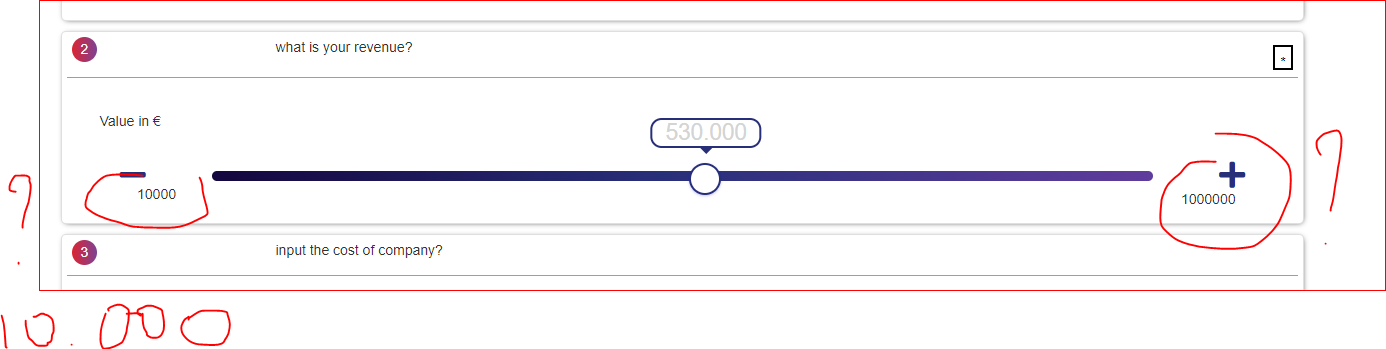 2 what is your revenue?
*
Value in €
530.000
10000
1000000
? ?
3 input the cost of company?
10.000